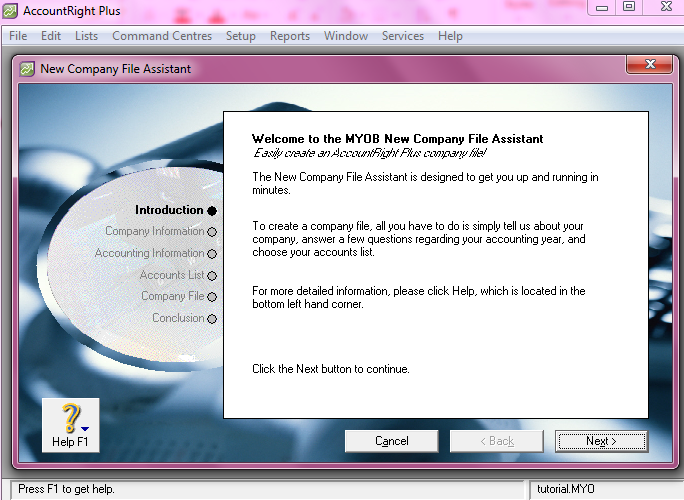 AccountRight Plus
File Edit Lists Command Centres Setup Reports Window Services Help
New Company File Assistant
Welcome to the MYOB New Company File Assistant
Easily create an AccountRight Plus company file!
The New Company File Assistant is designed to get you up and running in
minutes.
To create a company file, all you have to do is simply tell us about your
company, answer a few questions regarding your accounting year, and
choose your accounts list.
For more detailed information, please click Help, which is located in the
bottom left hand corner.
Click the Next button to continue.
Introduction
Company Information
Accounting Information
Accounts List
Company File
Conclusion
Help F1
Cancel
< Back
Next >
Press F1 to get help.
tutorial.MYO